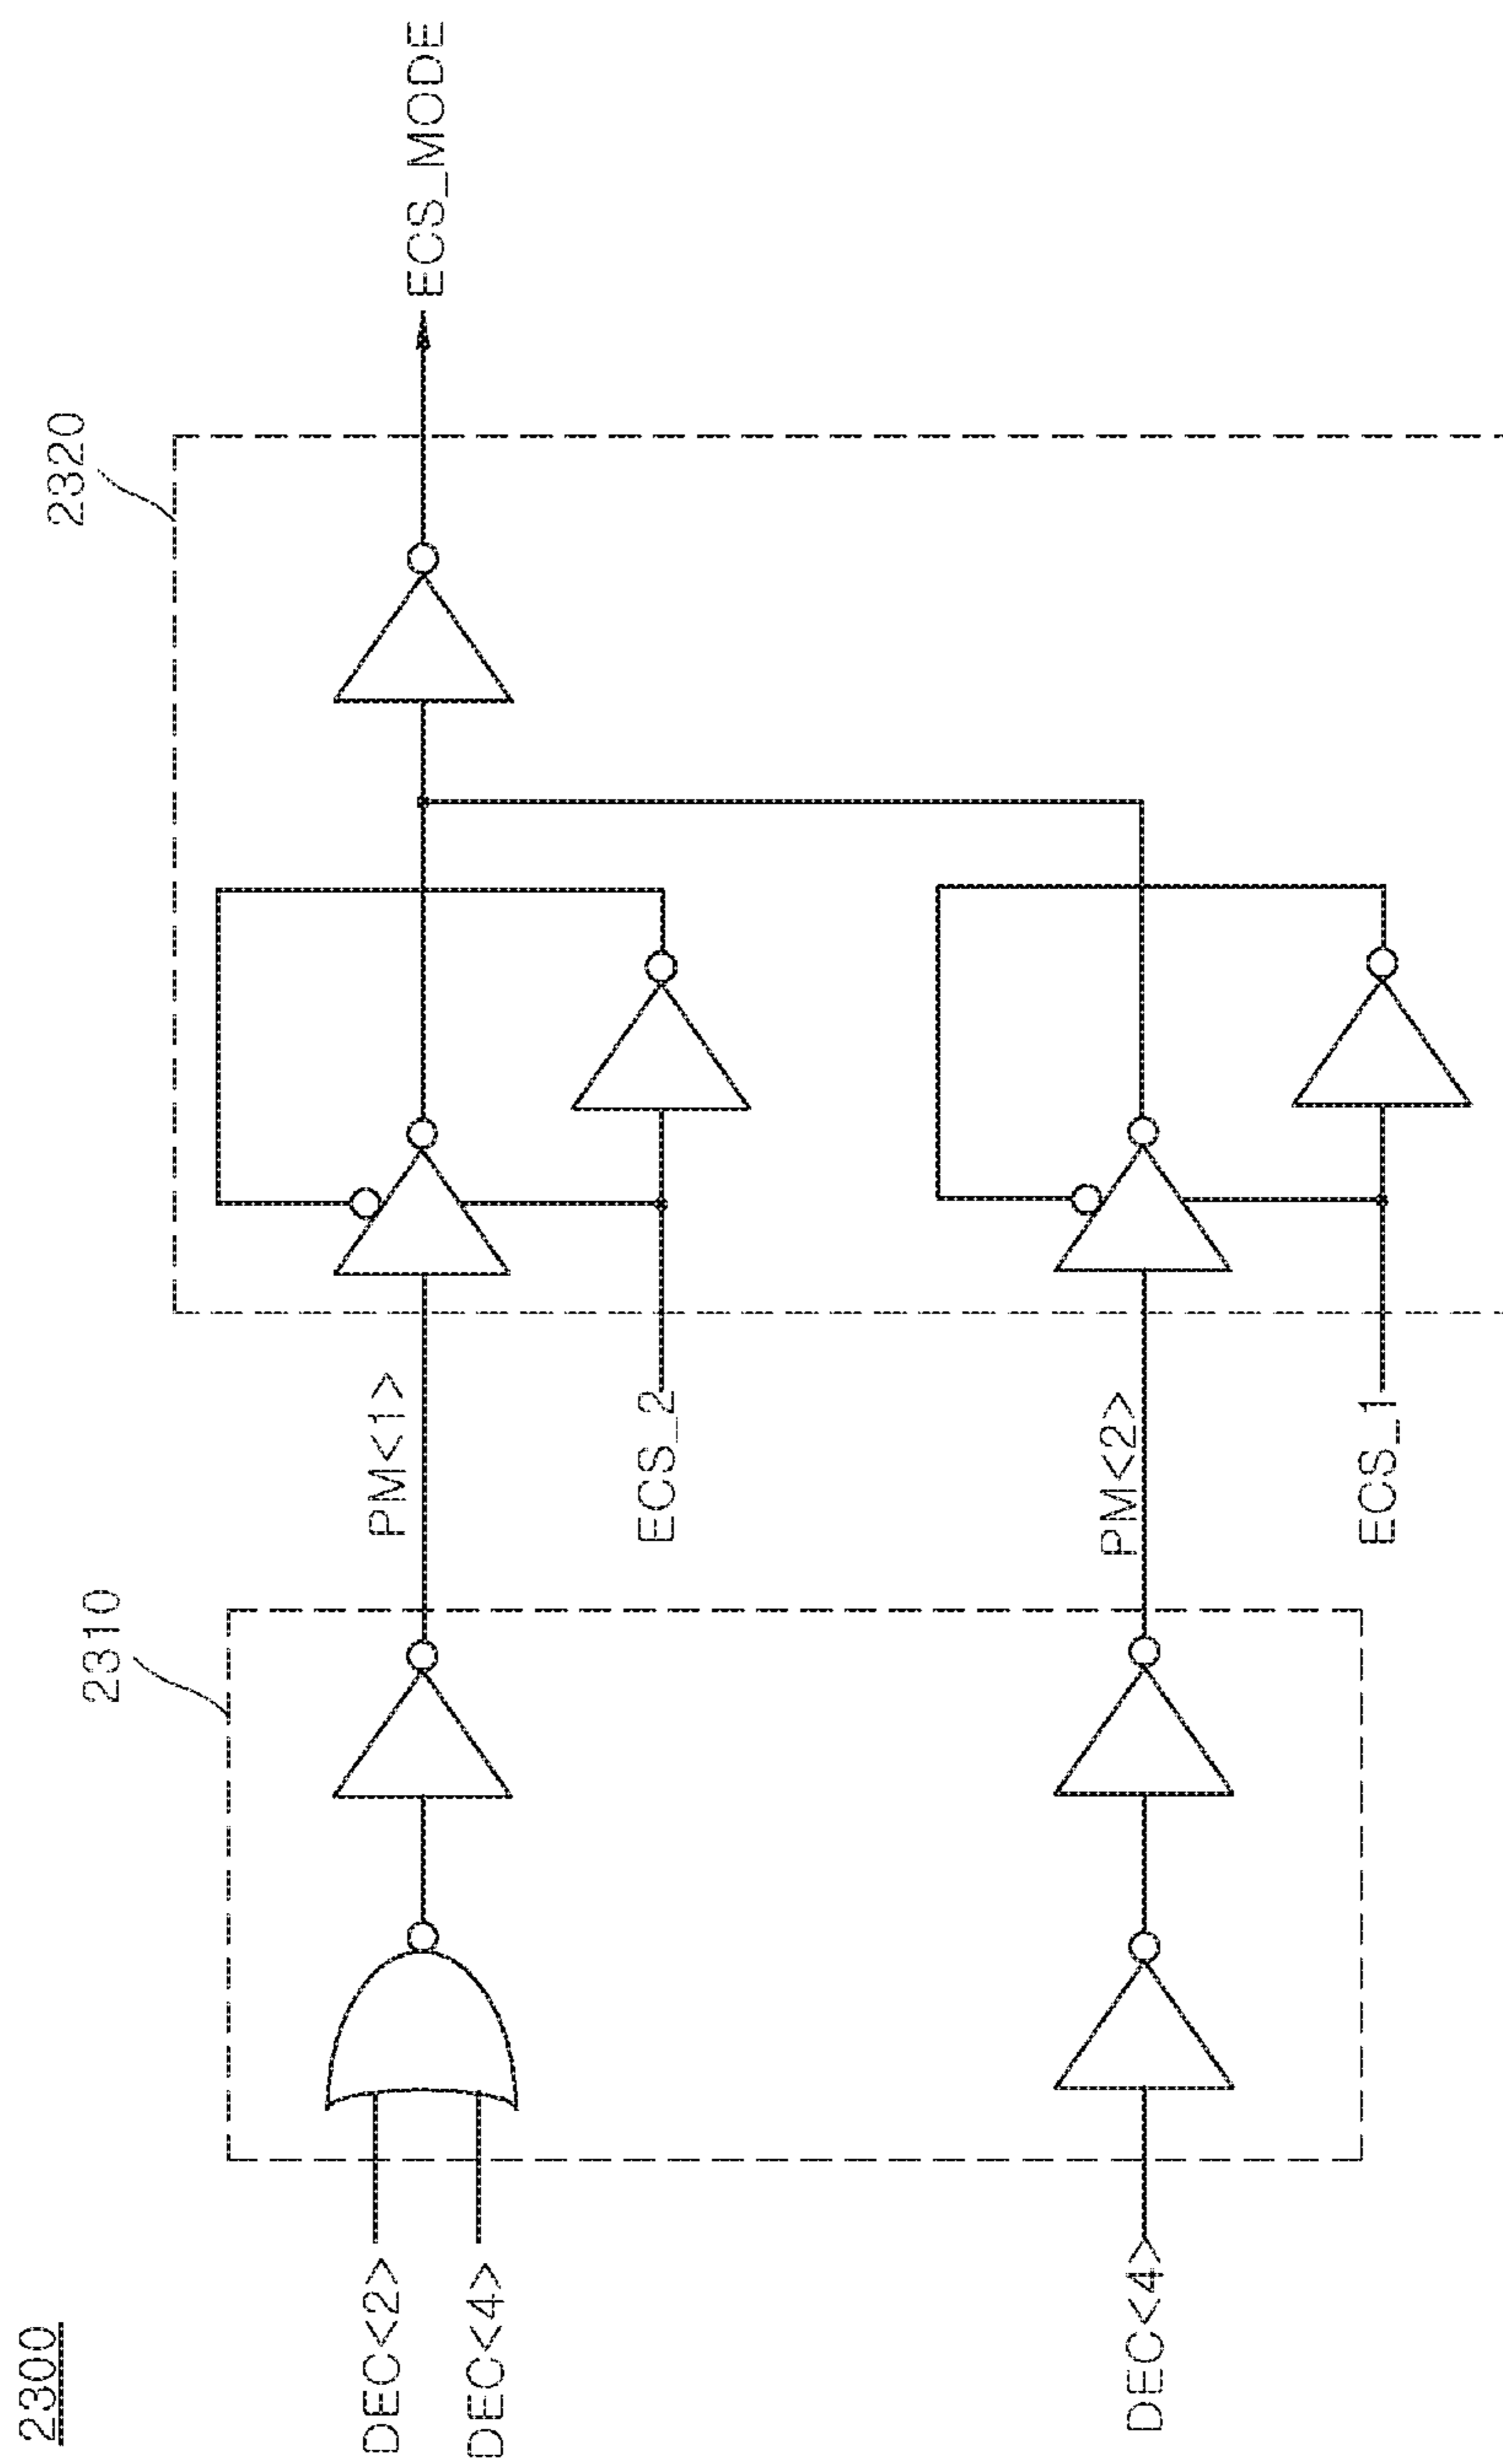 2300
2310
2320
DEC<2>
DEC<4>
PM<1>
ECS_2
ECS_MODE
DEC<4>
PM<2>
ECS_1